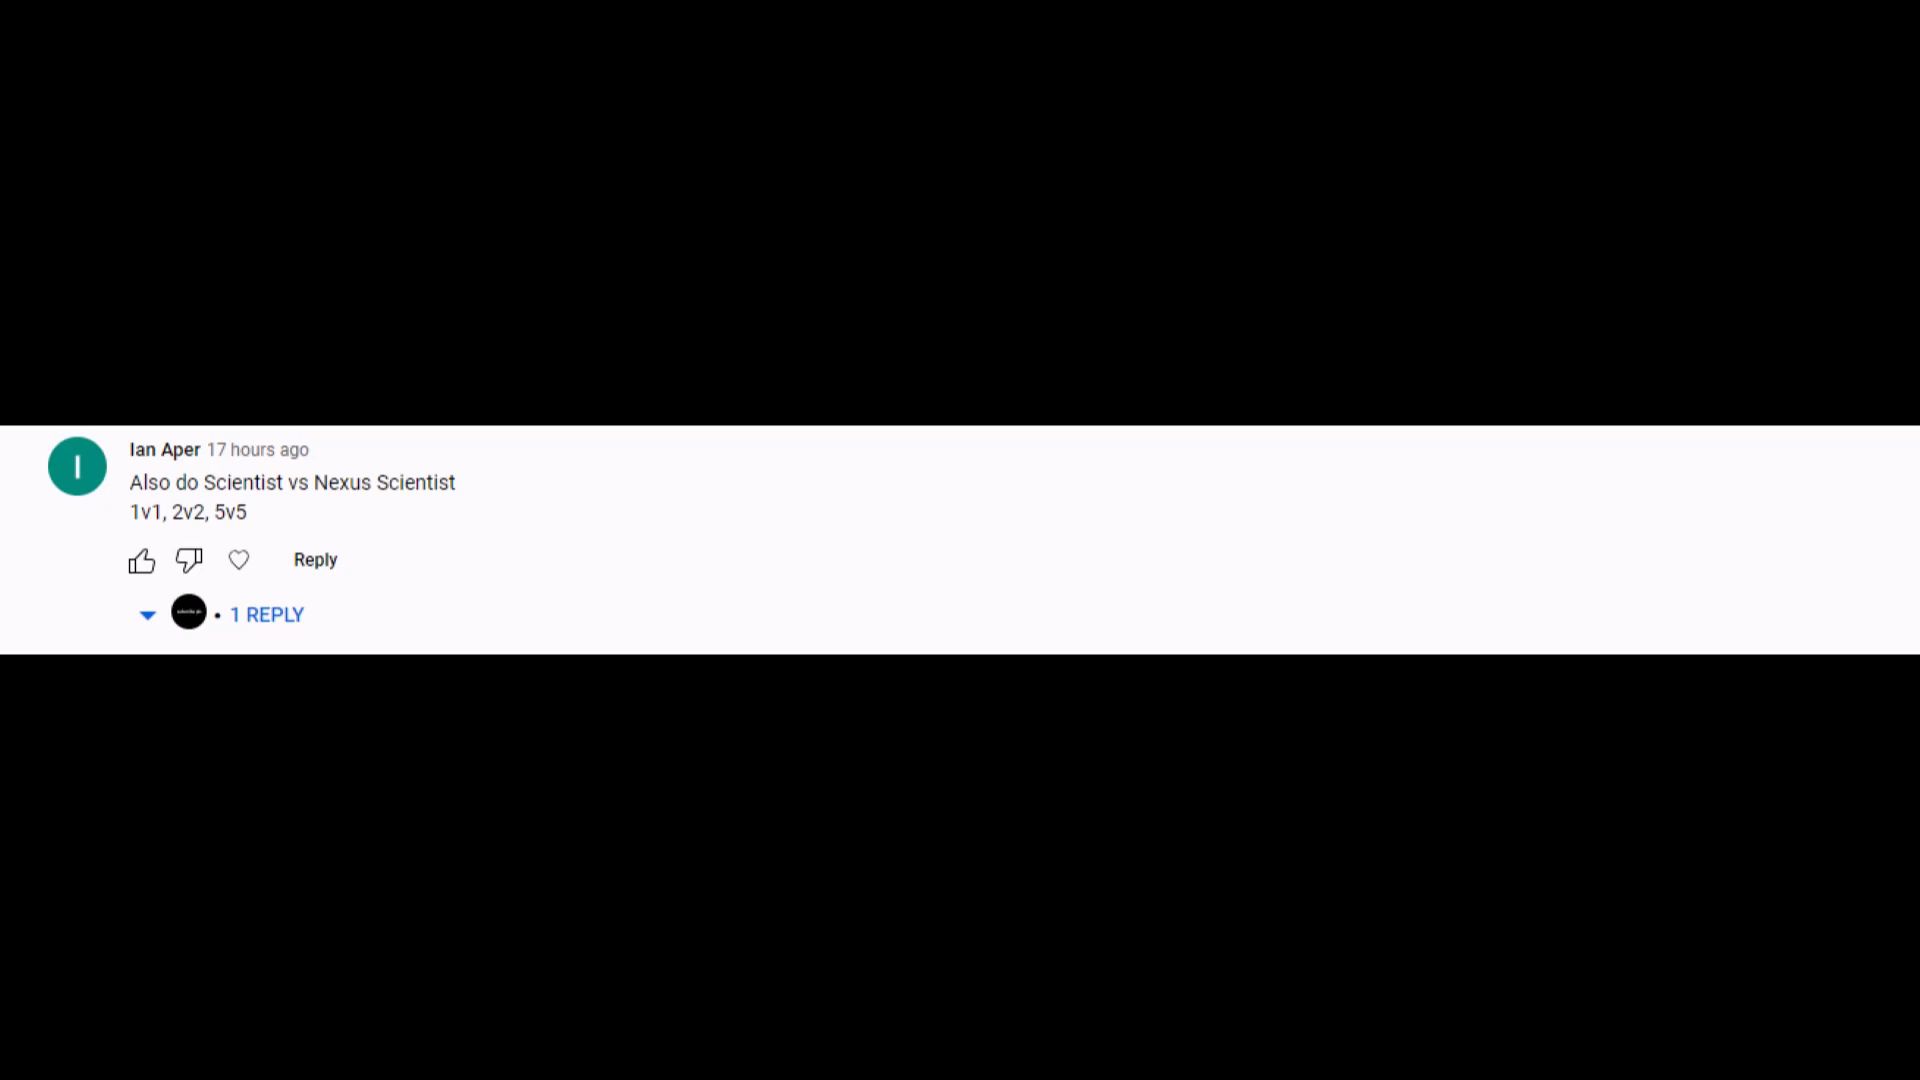 I
Ian Aper 17 hours ago
Also do Scientist vs Nexus Scientist
1v1, 2v2, 5v5
Reply
• 1 REPLY